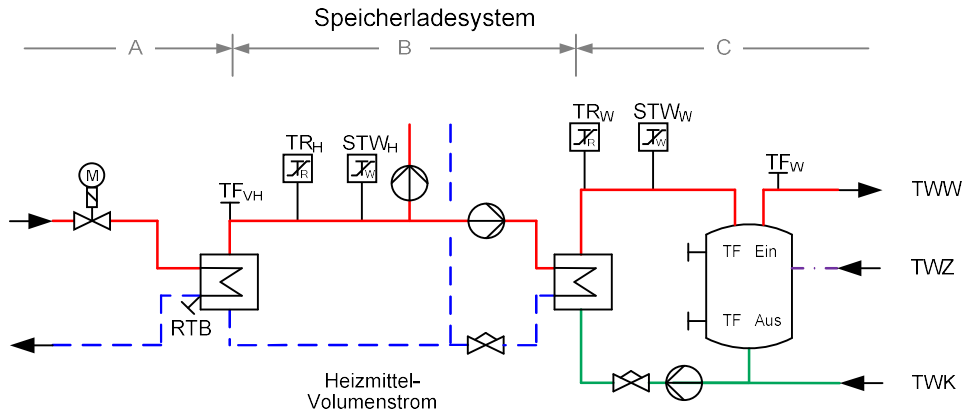 Speicherladesystem
A B C
TR_H STW_H TR_W STW_W
R W R W
M
TF_VH
TF_W
TWW
TF Ein
TWZ
RTB
TF Aus
TWK
Heizmittel-
Volumenstrom